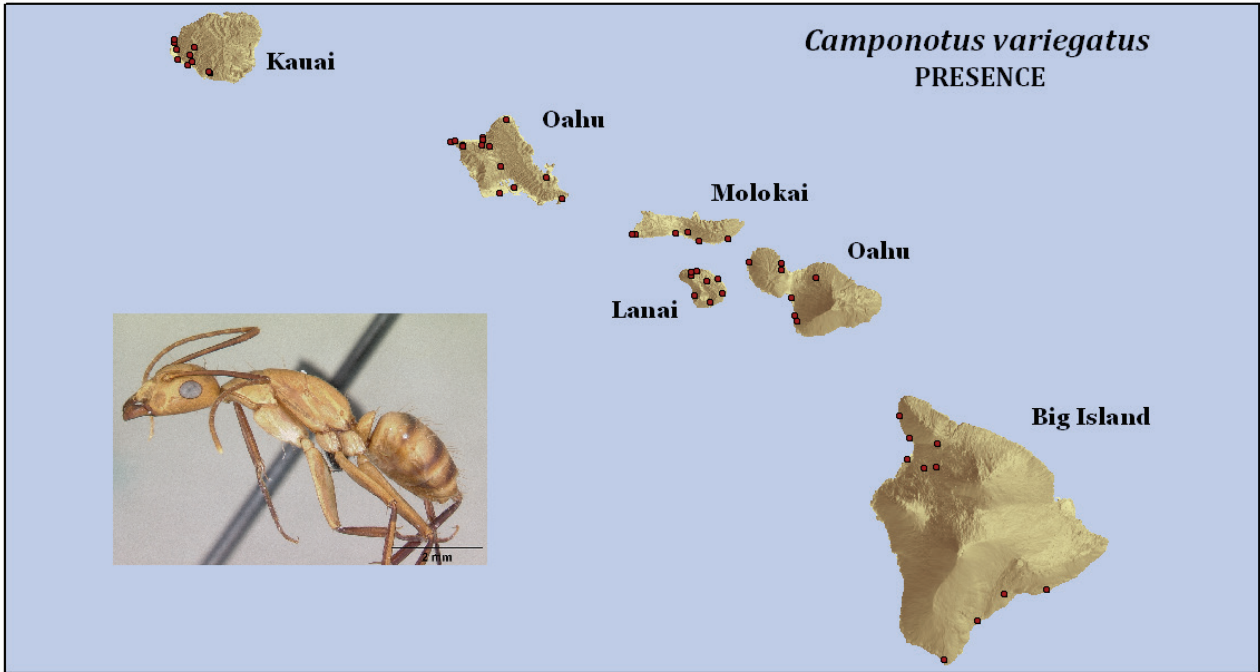 Camponotus variegatus
PRESENCE
Kauai
Oahu
Molokai
Oahu
Lanai
Big Island
2 mm